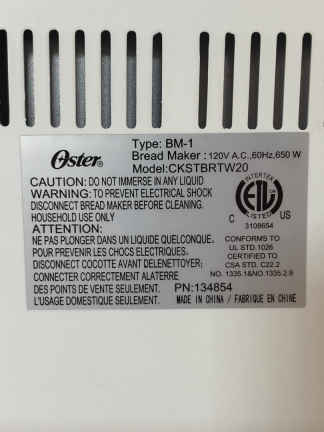 Type: BM-1
Oster® Bread Maker : 120V A.C.,60Hz,650 W
Model:CKSTBRTW20
CAUTION: DO NOT IMMERSE IN ANY LIQUID
WARNING: TO PREVENT ELECTRICAL SHOCK
DISCONNECT BREAD MAKER BEFORE CLEANING.
HOUSEHOLD USE ONLY
ATTENTION:
NE PAS PLONGER DANS UN LIQUIDE QUELCONQUE.
POUR PREVENIR LES CHOCS ELECTRIQUES.
DISCONNECT COCOTTE AVANT DELENETTOYER;
CONNECTER CORRECTEMENT ALATERRE
DES POINTS DE VENTE SEULEMENT.
L'USAGE DOMESTIQUE SEULEMENT.
INTERTEK
C ETL US
LISTED
3108654
CONFORMS TO
UL STD.1026
CERTIFIED TO
CSA STD. C22.2
NO. 1335.1&NO.1335.2.9
PN:134854
MADE IN CHINA / FABRIQUE EN CHINE